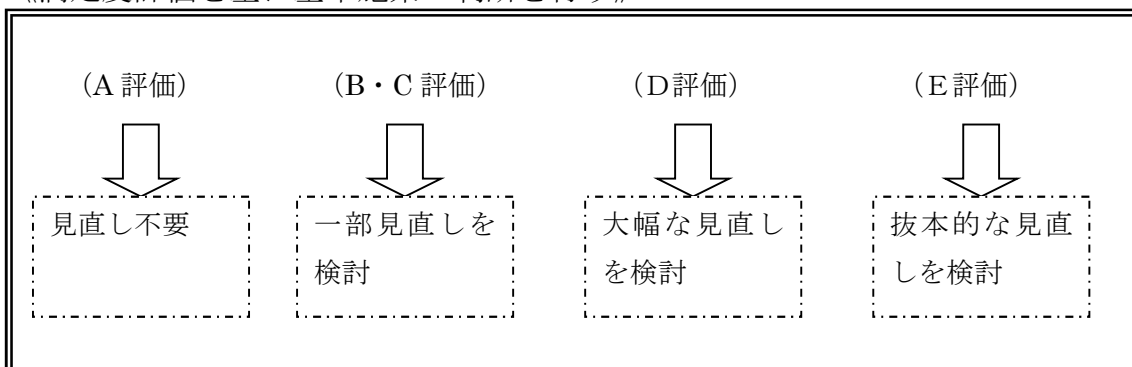 （A 評価）
（B・C 評価）
（Ｄ評価）
（Ｅ評価）
見直し不要
一部見直しを
検討
大幅な見直し
を検討
抜本的な見直
しを検討